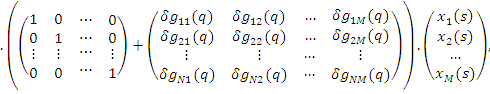 .((1 0 ⋯ 0
0 1 ⋯ 0
⋮ ⋮ ⋯ ⋮
0 0 ⋯ 1) + (δg₁₁(q) δg₁₂(q) … δg₁M(q)
δg₂₁(q) δg₂₂(q) … δg₂M(q)
⋮ ⋮ … ⋮
δgN₁(q) δgN₂(q) ⋯ δgNM(q))) . (x₁(s)
x₂(s)
…
xM(s)),